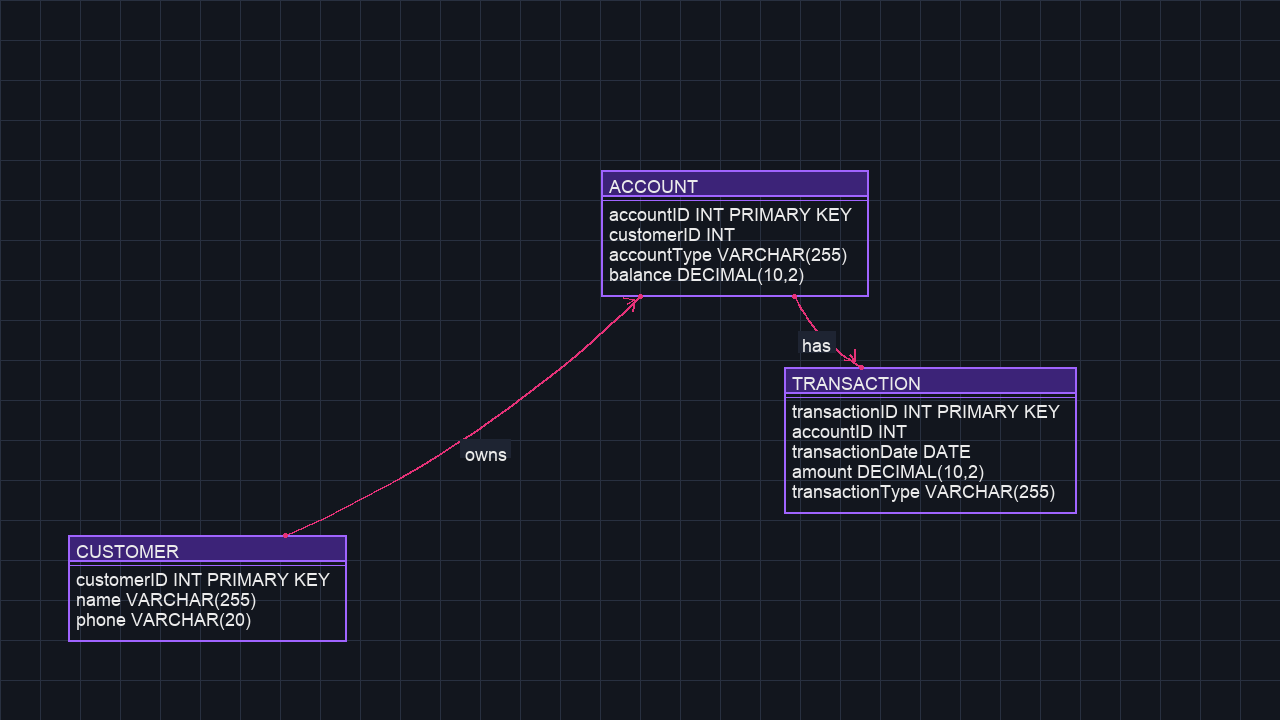 ACCOUNT
accountID INT PRIMARY KEY
customerID INT
accountType VARCHAR(255)
balance DECIMAL(10,2)
has
TRANSACTION
transactionID INT PRIMARY KEY
accountID INT
transactionDate DATE
amount DECIMAL(10,2)
transactionType VARCHAR(255)
owns
CUSTOMER
customerID INT PRIMARY KEY
name VARCHAR(255)
phone VARCHAR(20)